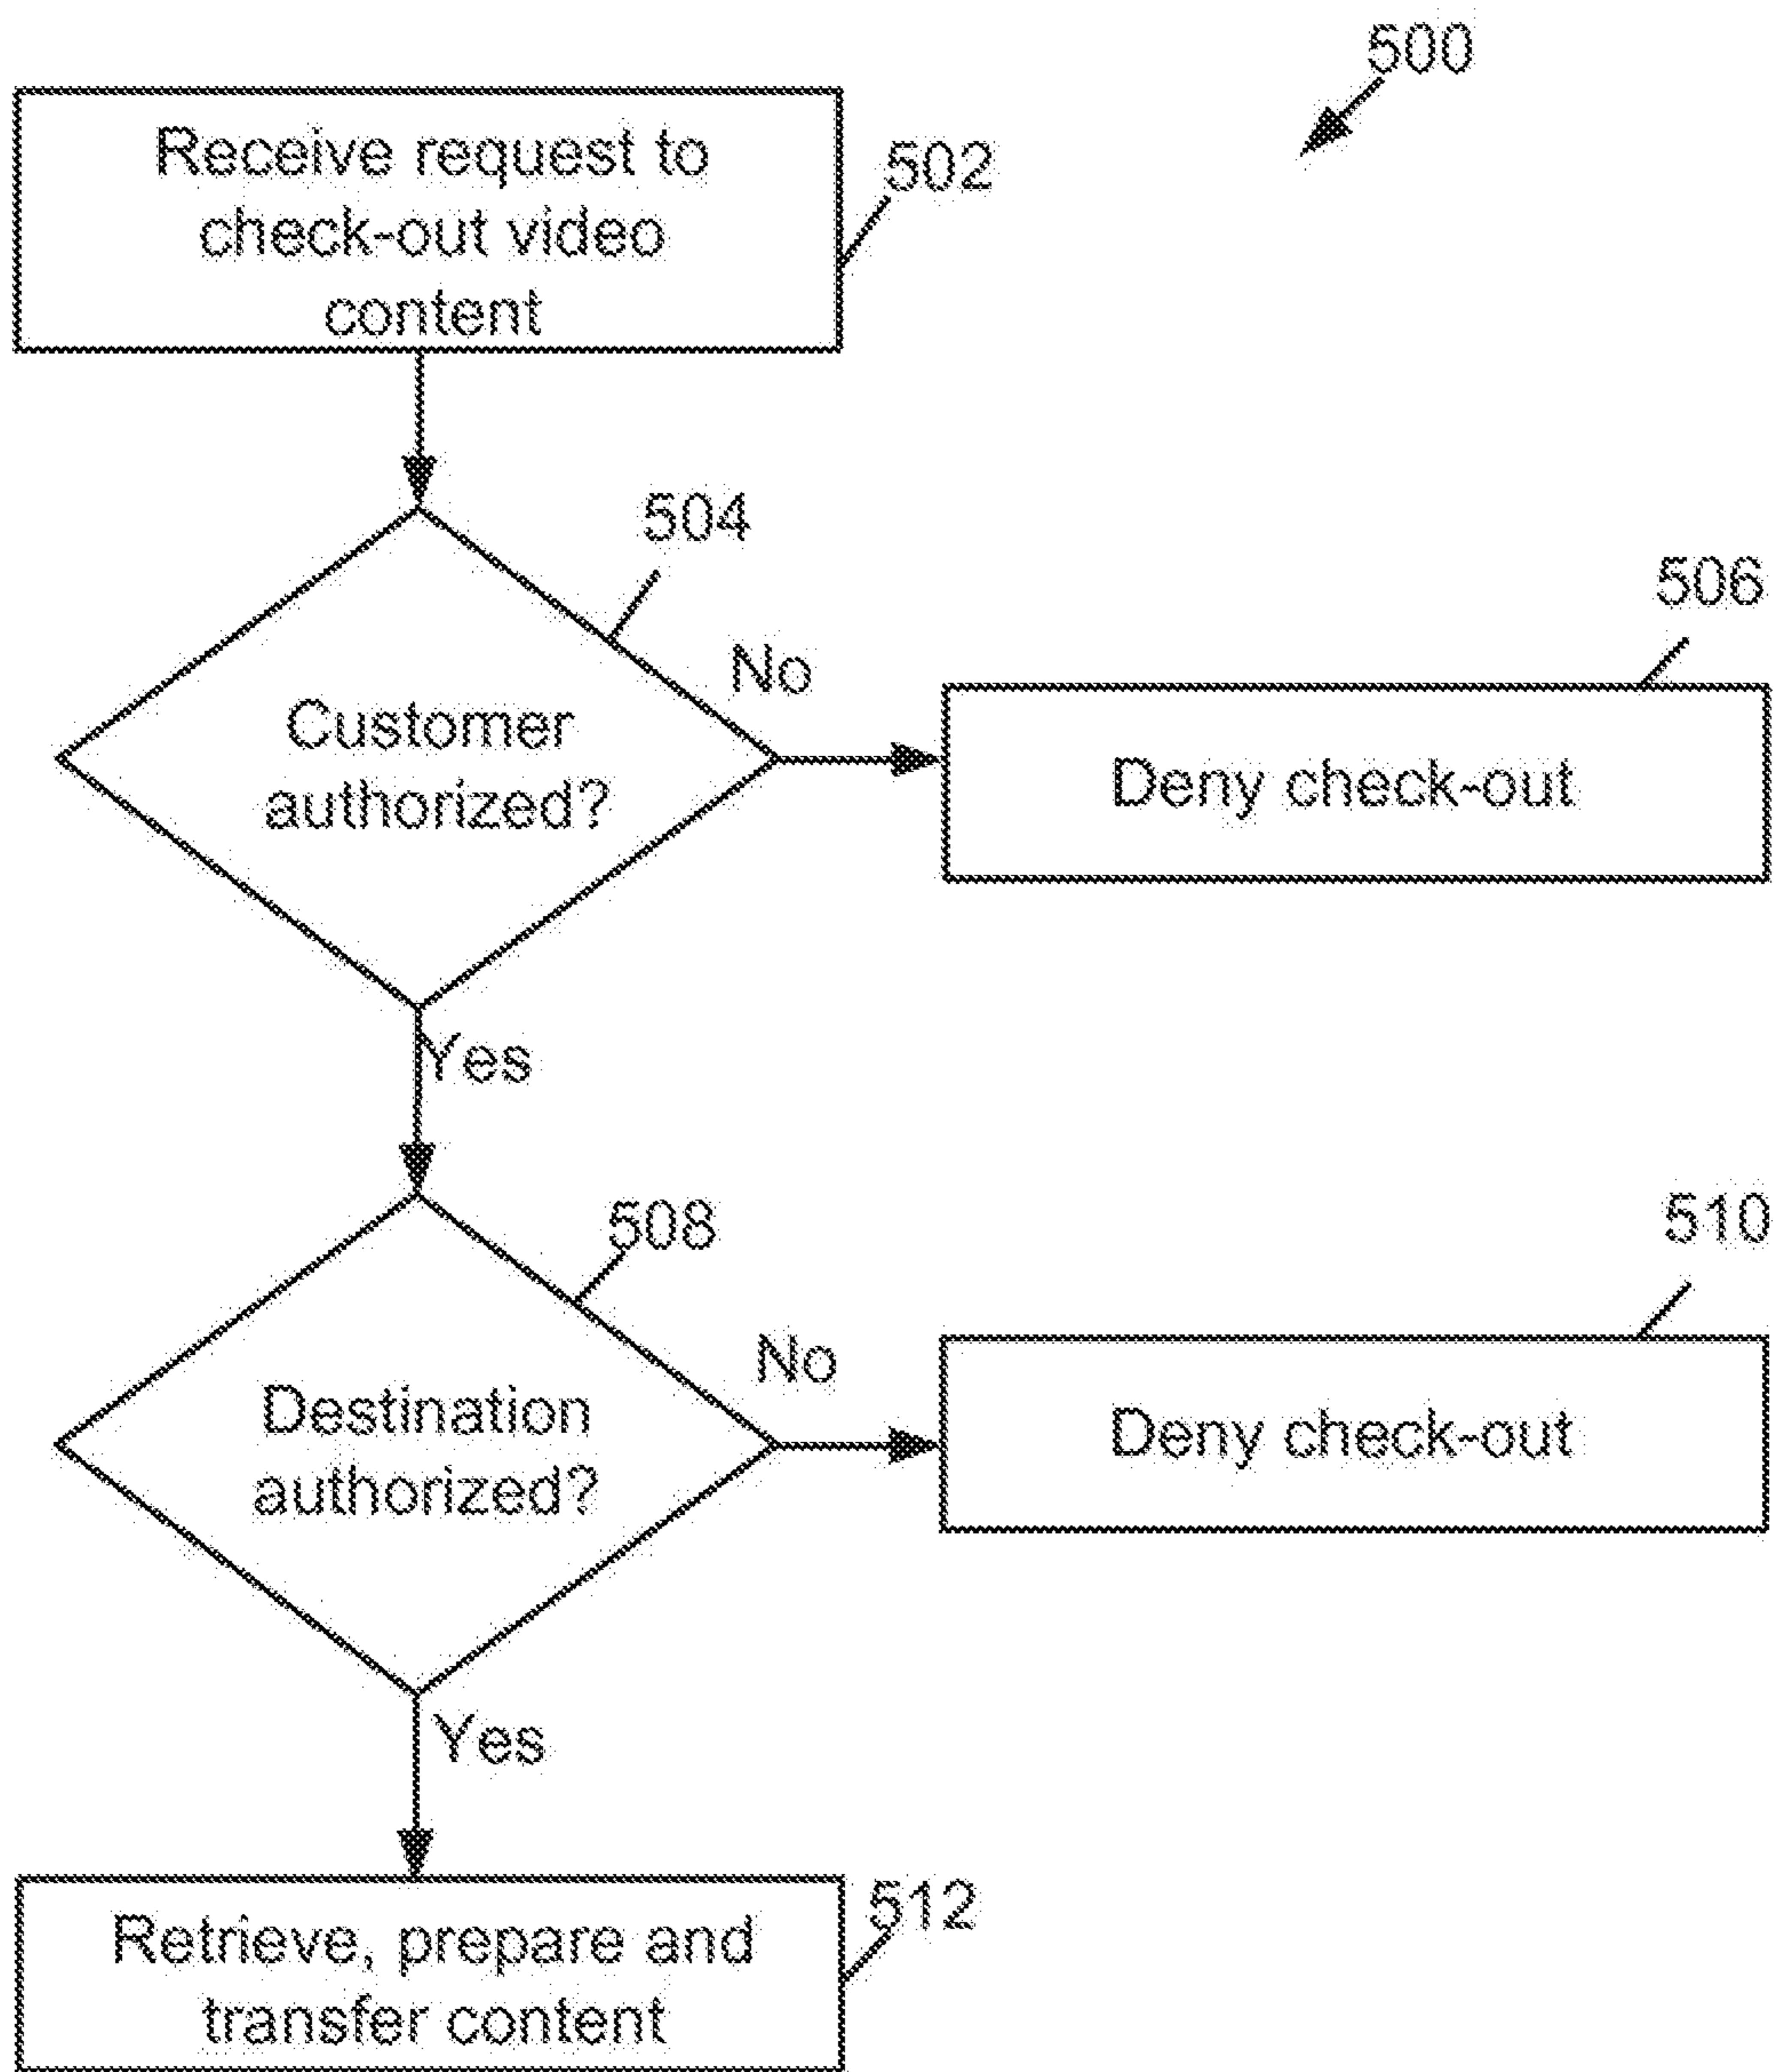 500
Receive request to
check-out video
content
502
504
Customer
authorized?
No
506
Deny check-out
Yes
508
Destination
authorized?
No
510
Deny check-out
Yes
Retrieve, prepare and
transfer content
512